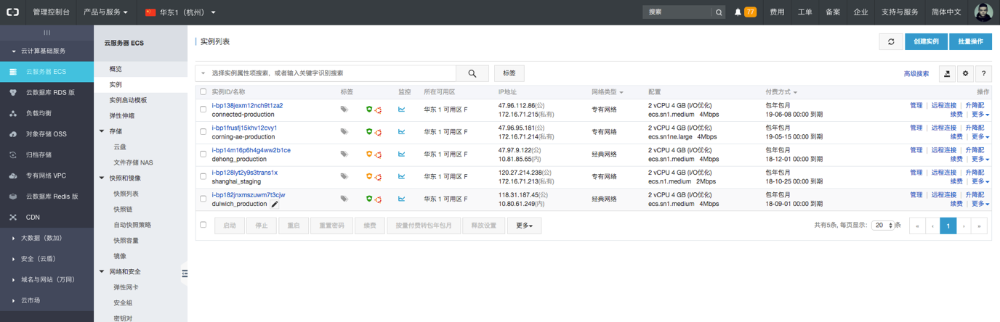 管理控制台 产品与服务 华东1（杭州） 搜索 77 费用 工单 备案 企业 支持与服务 简体中文
云计算基础服务
云服务器 ECS
云数据库 RDS 版
负载均衡
对象存储 OSS
归档存储
专有网络 VPC
云数据库 Redis 版
CDN
大数据（数加）
安全（云盾）
域名与网站（万网）
云市场
云服务器 ECS
概览
实例
实例启动模板
弹性伸缩
存储
云盘
文件存储 NAS
快照和镜像
快照列表
快照链
自动快照策略
快照容量
镜像
网络和安全
弹性网卡
安全组
密钥对
实例列表 创建实例 批量操作
选择实例属性项搜索，或者输入关键字识别搜索 标签 高级搜索 ?
实例ID/名称 标签 监控 所在可用区 IP地址 网络类型 配置 付费方式 操作
i-bp138jexm12nch9t1za2 47.96.112.86(公) 2 vCPU 4 GB (I/O优化) 包年包月 管理 | 远程连接 | 升降配
connected-production 华东 1 可用区 F 172.16.71.215(私有) 专有网络 ecs.sn1.medium 4Mbps 19-06-08 00:00 到期 续费 | 更多
i-bp1frusfj15khv12cvy1 47.96.95.181(公) 2 vCPU 4 GB (I/O优化) 包年包月 管理 | 远程连接 | 升降配
corning-ae-production 华东 1 可用区 F 172.16.71.214(私有) 专有网络 ecs.sn1ne.large 4Mbps 19-05-15 00:00 到期 续费 | 更多
i-bp14m16p6h4g4ww2b1ce 47.97.9.122(公) 2 vCPU 4 GB (I/O优化) 包年包月 管理 | 远程连接 | 升降配
dehong_production 华东 1 可用区 F 10.81.85.65(内) 经典网络 ecs.sn1.medium 4Mbps 18-12-01 00:00 到期 续费 | 更多
i-bp128lyt2y9s3trans1x 120.27.214.238(公) 2 vCPU 4 GB (I/O优化) 包年包月 管理 | 远程连接 | 升降配
shanghai_staging 华东 1 可用区 F 172.16.71.213(私有) 专有网络 ecs.n1.medium 2Mbps 18-10-25 00:00 到期 续费 | 更多
i-bp182jnxmszuwm7t3cjw 118.31.187.45(公) 2 vCPU 4 GB (I/O优化) 包年包月 管理 | 远程连接 | 升降配
dulwich_production 华东 1 可用区 F 10.80.61.249(内) 经典网络 ecs.sn1.medium 4Mbps 18-09-01 00:00 到期 续费 | 更多
启动 停止 重启 重置密码 续费 按量付费转包年包月 释放设置 更多 共有5条, 每页显示: 20 条 « ‹ 1 › »